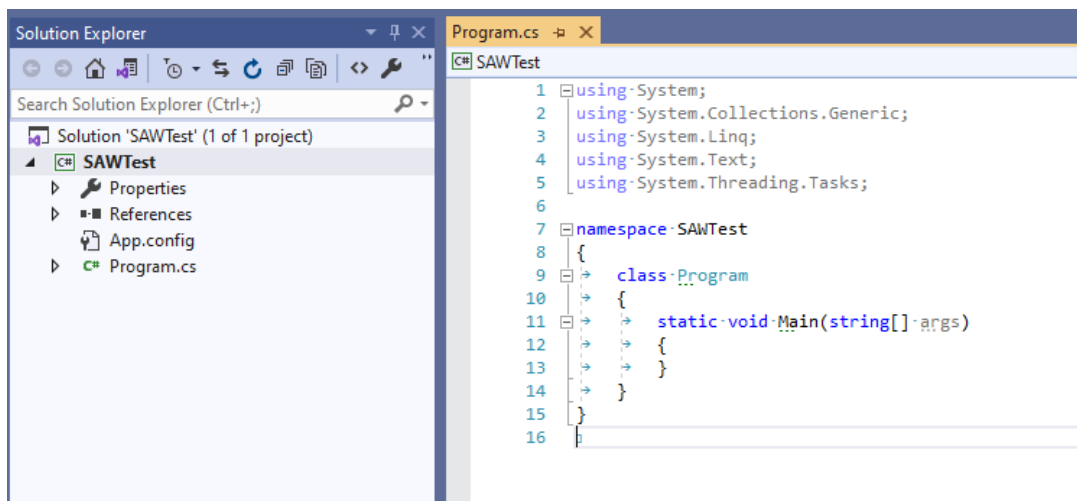 Solution Explorer
Search Solution Explorer (Ctrl+;)
Solution 'SAWTest' (1 of 1 project)
C# SAWTest
Properties
References
App.config
C# Program.cs
Program.cs
C# SAWTest
1 using System;
2 using System.Collections.Generic;
3 using System.Linq;
4 using System.Text;
5 using System.Threading.Tasks;
6
7 namespace SAWTest
8 {
9 class Program
10 {
11 static void Main(string[] args)
12 {
13 }
14 }
15 }
16